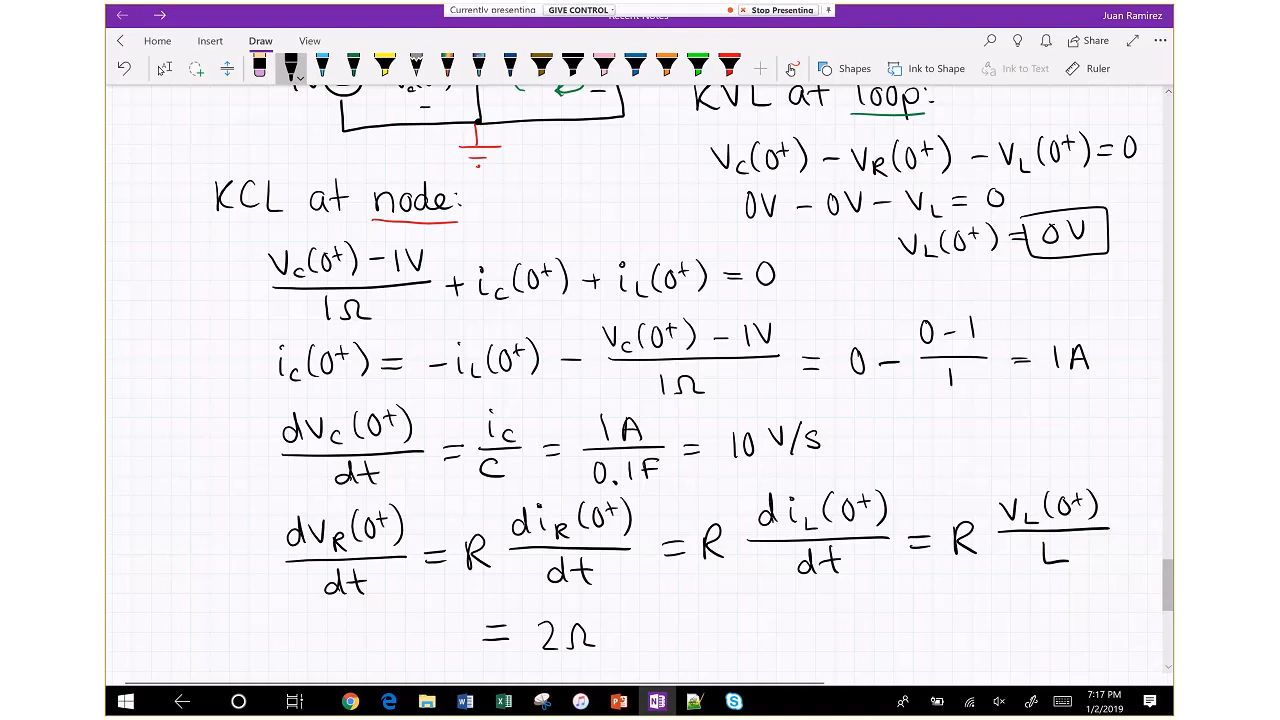 Currently presenting GIVE CONTROL Stop Presenting
Juan Ramirez
Home Insert Draw View Share
Shapes Ink to Shape Ink to Text Ruler
KVL at loop:
Vc(0⁺) − VR(0⁺) − VL(0⁺) = 0
0V − 0V − VL = 0
VL(0⁺) = 0V
KCL at node:
(Vc(0⁺) − 1V)/1Ω + ic(0⁺) + iL(0⁺) = 0
ic(0⁺) = −iL(0⁺) − (Vc(0⁺) − 1V)/1Ω = 0 − (0 − 1)/1 = 1A
dVc(0⁺)/dt = ic/C = 1A/0.1F = 10 V/s
dVR(0⁺)/dt = R diR(0⁺)/dt = R diL(0⁺)/dt = R VL(0⁺)/L
= 2Ω
7:17 PM
1/2/2019